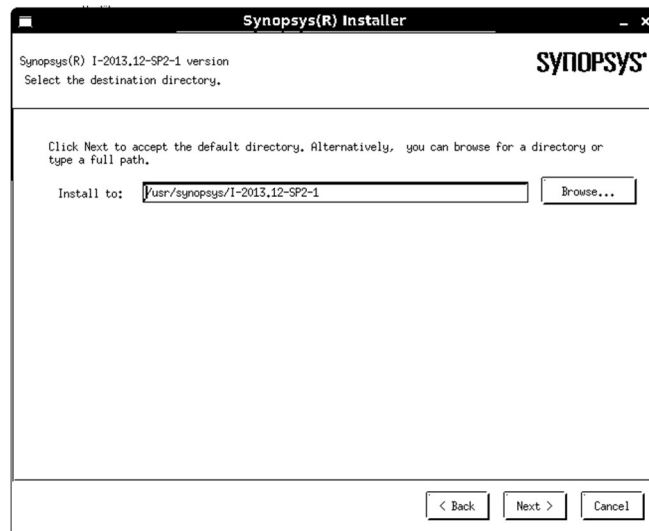 Synopsys(R) Installer
Synopsys(R) I-2013.12-SP2-1 version
SYNOPSYS
Select the destination directory.
Click Next to accept the default directory. Alternatively, you can browse for a directory or
type a full path.
Install to: /usr/synopsys/I-2013.12-SP2-1 Browse...
< Back Next > Cancel